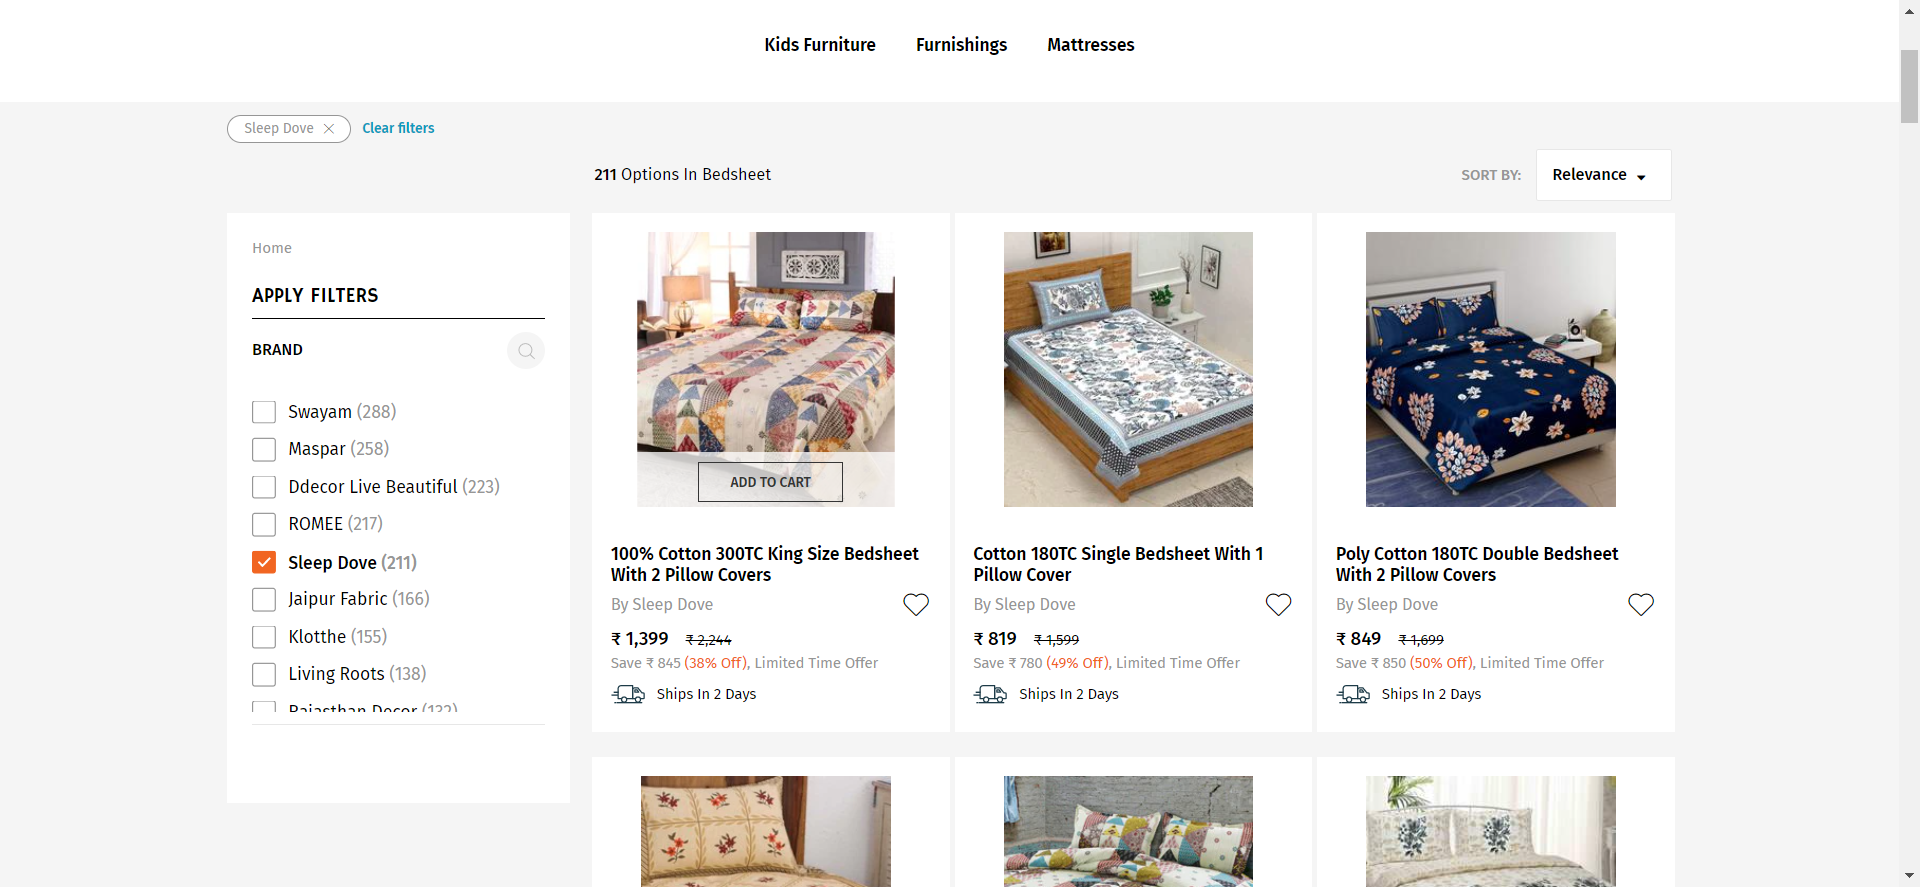 Kids Furniture Furnishings Mattresses
Sleep Dove Clear filters
211 Options In Bedsheet SORT BY: Relevance
Home
APPLY FILTERS
BRAND
Swayam (288)
Maspar (258)
Ddecor Live Beautiful (223)
ROMEE (217)
Sleep Dove (211)
Jaipur Fabric (166)
Klotthe (155)
Living Roots (138)
Rajasthan Decor (132)
ADD TO CART
100% Cotton 300TC King Size Bedsheet
With 2 Pillow Covers
By Sleep Dove
₹ 1,399 ₹ 2,244
Save ₹ 845 (38% Off), Limited Time Offer
Ships In 2 Days
Cotton 180TC Single Bedsheet With 1
Pillow Cover
By Sleep Dove
₹ 819 ₹ 1,599
Save ₹ 780 (49% Off), Limited Time Offer
Ships In 2 Days
Poly Cotton 180TC Double Bedsheet
With 2 Pillow Covers
By Sleep Dove
₹ 849 ₹ 1,699
Save ₹ 850 (50% Off), Limited Time Offer
Ships In 2 Days